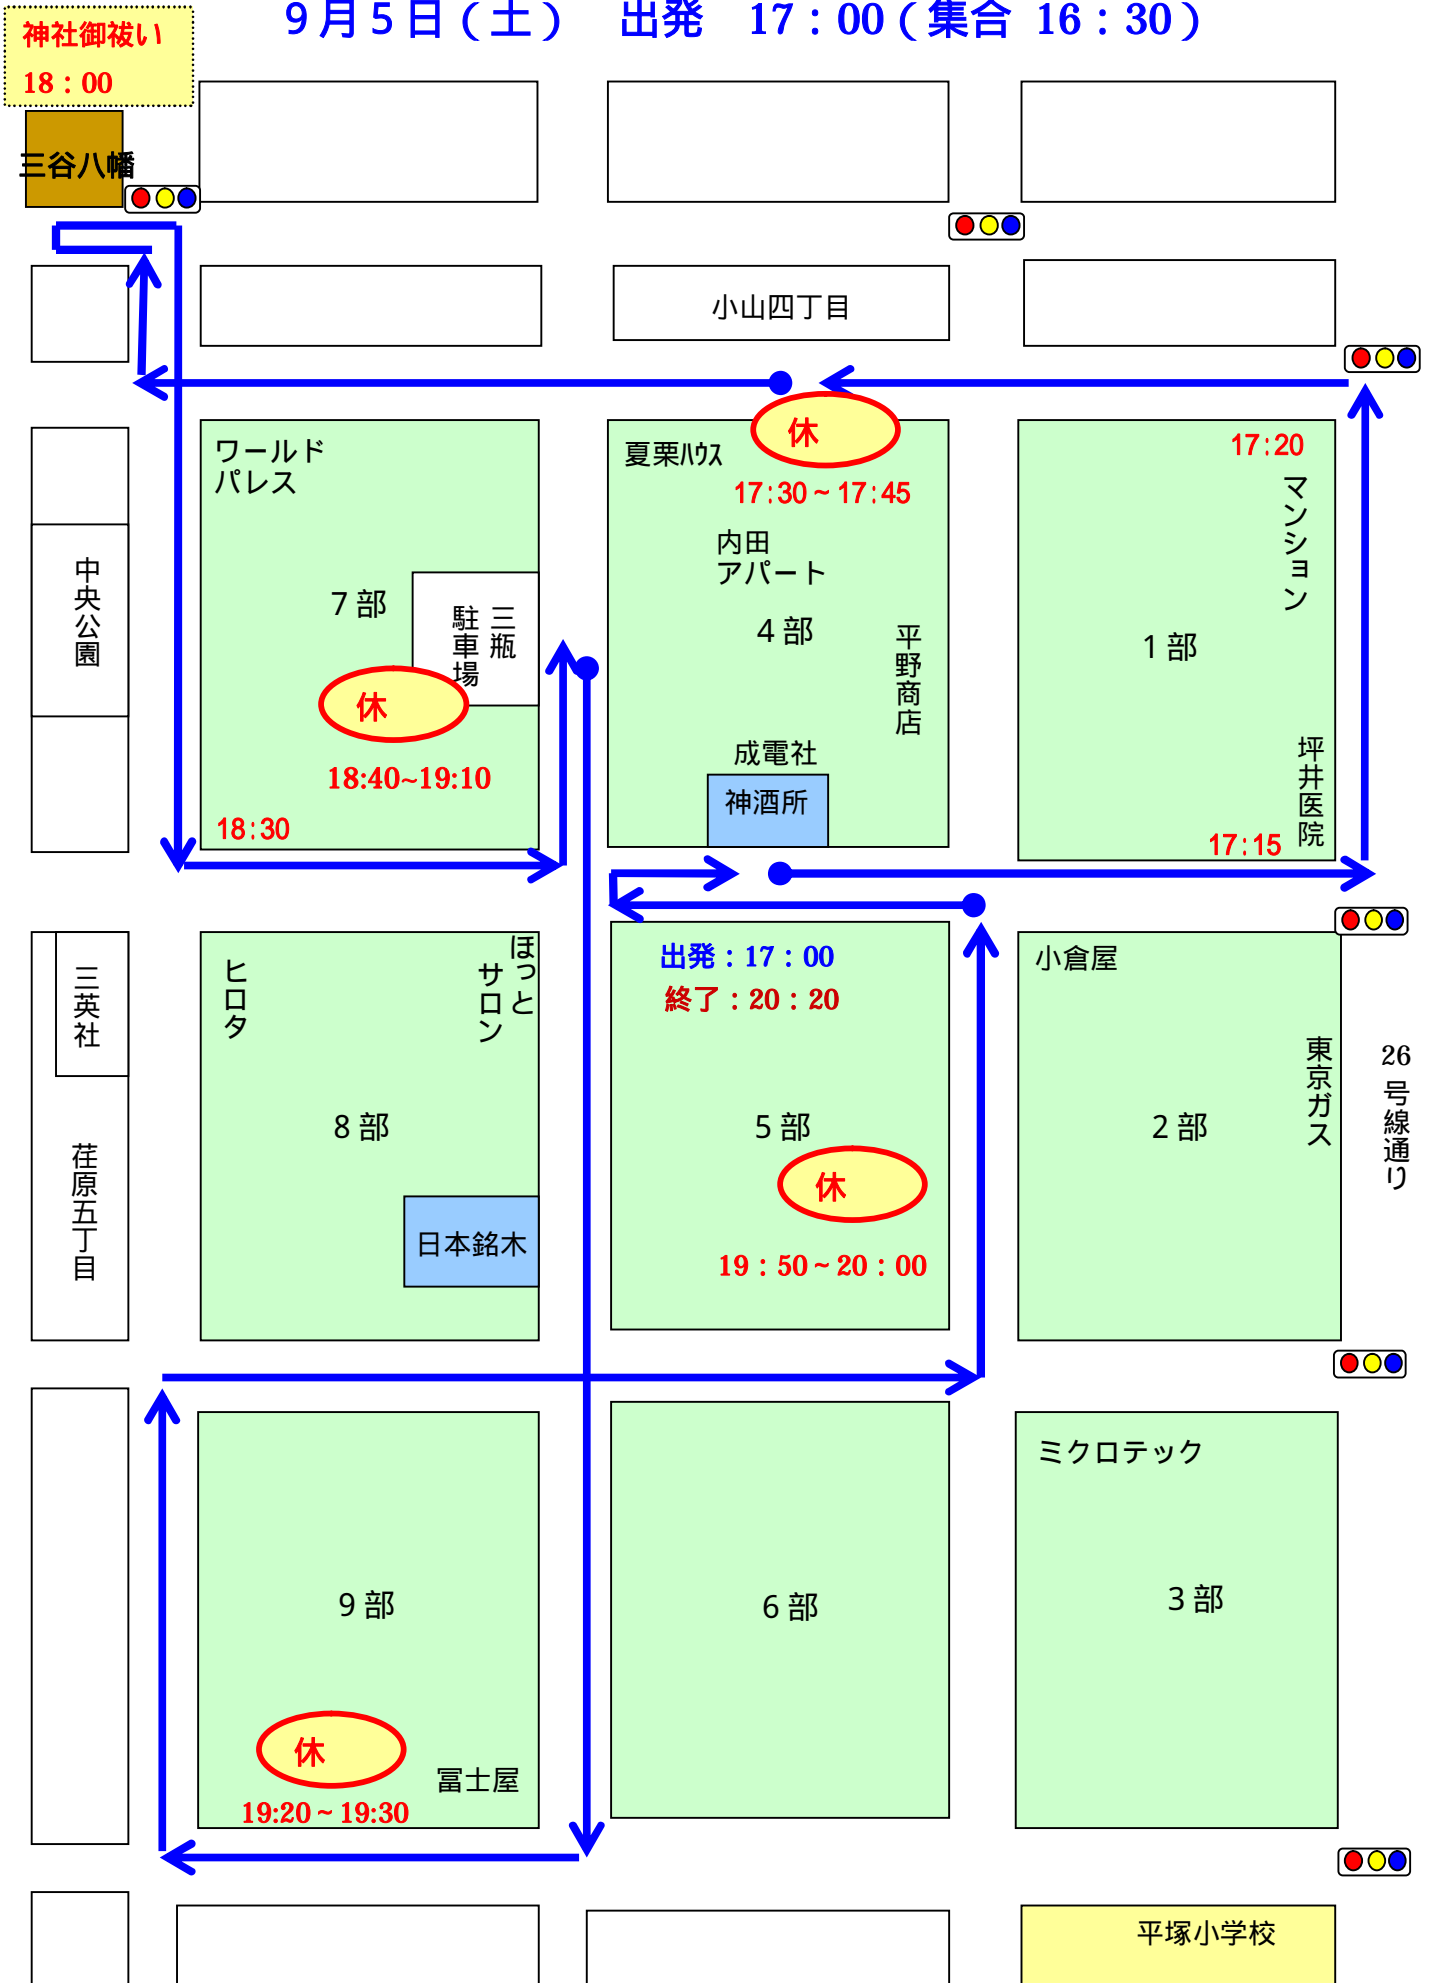 9月5日(土) 出発 17:00(集合 16:30)
神社御祓い
18:00
三谷八幡
小山四丁目
ワールド
パレス
夏栗ハウス
休
17:30~17:45
17:20
マンション
内田
アパート
中央公園
7部
三瓶
駐車場
4部
平野商店
1部
休
18:40~19:10
成電社
神酒所
坪井医院
18:30
17:15
三英社
ヒロタ
ほっと
サロン
出発:17:00
終了:20:20
小倉屋
東京ガス
26
号線通り
8部
5部
2部
荏原五丁目
休
日本銘木
19:50~20:00
ミクロテック
9部
6部
3部
休
冨士屋
19:20~19:30
平塚小学校